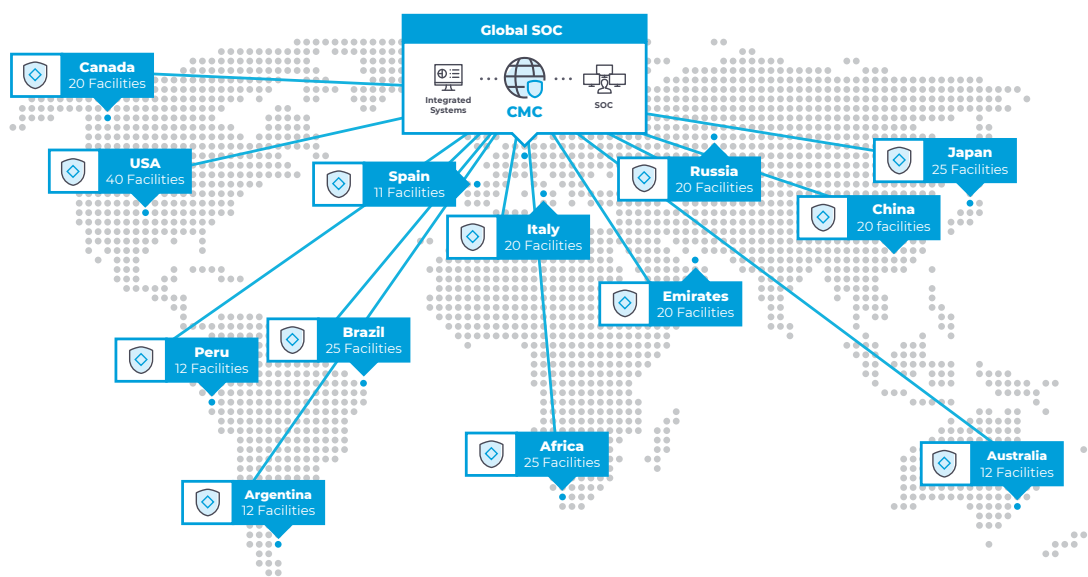 Global SOC
Integrated
Systems
CMC
SOC
Canada
20 Facilities
USA
40 Facilities
Spain
11 Facilities
Italy
20 Facilities
Russia
20 Facilities
Japan
25 Facilities
China
20 facilities
Emirates
20 Facilities
Brazil
25 Facilities
Peru
12 Facilities
Africa
25 Facilities
Australia
12 Facilities
Argentina
12 Facilities